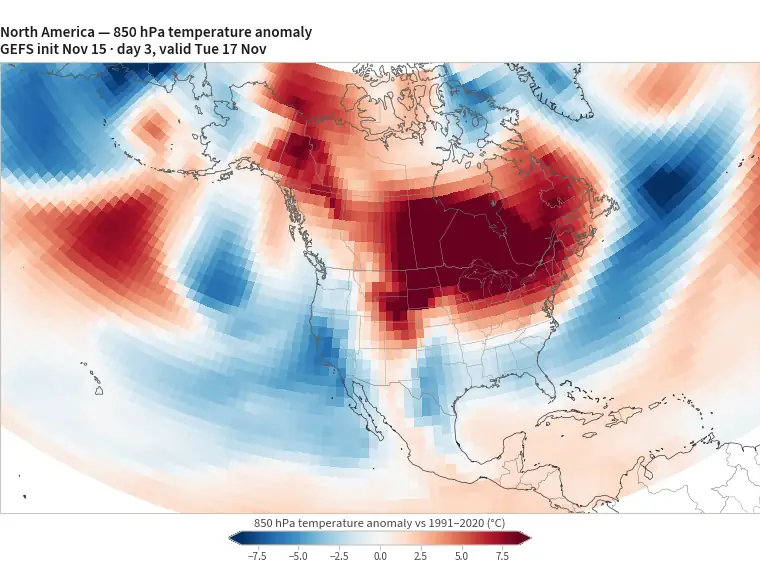 North America — 850 hPa temperature anomaly
GEFS init Nov 15 · day 3, valid Tue 17 Nov
850 hPa temperature anomaly vs 1991–2020 (°C)
−7.5 −5.0 −2.5 0.0 2.5 5.0 7.5